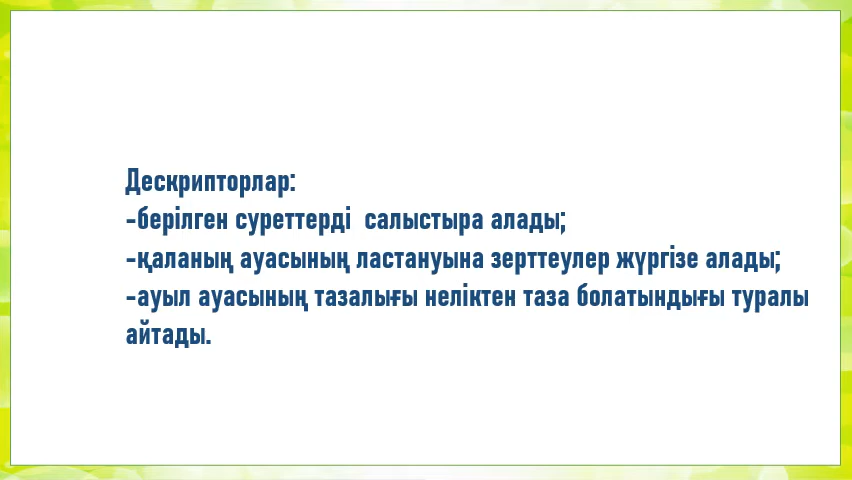 Дескрипторлар:
-берілген суреттерді  салыстыра алады;
-қаланың ауасының ластануына зерттеулер жүргізе алады;
-ауыл ауасының тазалығы неліктен таза болатындығы туралы
айтады.